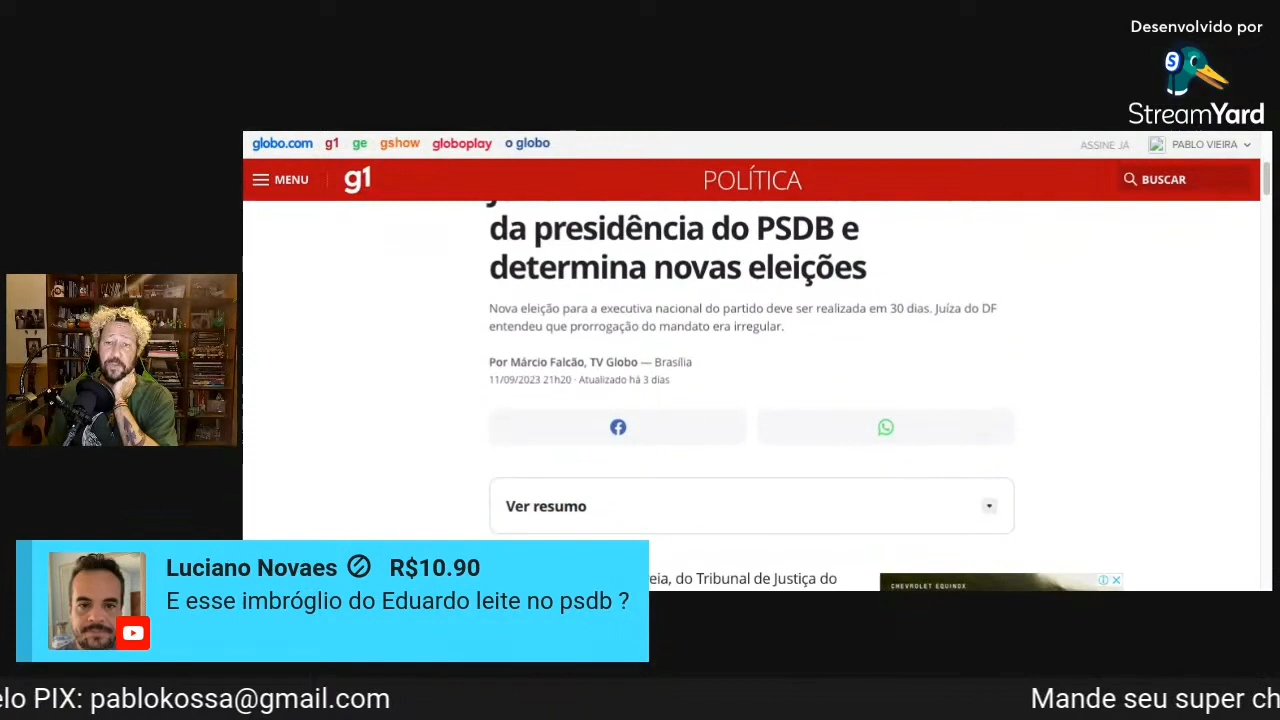 Desenvolvido por
S
StreamYard
globo.com g1 ge gshow globoplay o globo
ASSINE JÁ PABLO VIEIRA
MENU g1 POLÍTICA BUSCAR
da presidência do PSDB e
determina novas eleições
Nova eleição para a executiva nacional do partido deve ser realizada em 30 dias. Juíza do DF
entendeu que prorrogação do mandato era irregular.
Por Márcio Falcão, TV Globo — Brasília
11/09/2023 21h20 · Atualizado há 3 dias
Ver resumo
eia, do Tribunal de Justiça do
CHEVROLET EQUINOX
Luciano Novaes R$10.90
E esse imbróglio do Eduardo leite no psdb ?
elo PIX: pablokossa@gmail.com
Mande seu super ch